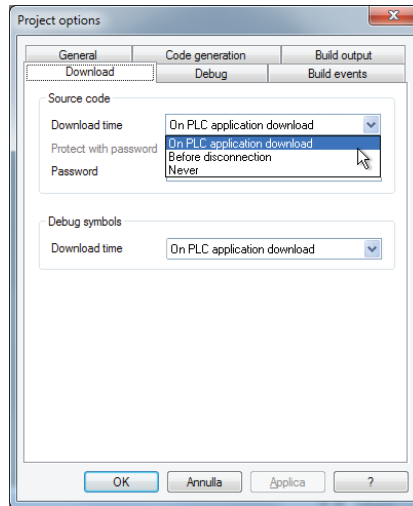 Project options
General Code generation Build output
Download Debug Build events
Source code
Download time On PLC application download
Protect with password On PLC application download
Before disconnection
Password Never
Debug symbols
Download time On PLC application download
OK Annulla Applica ?